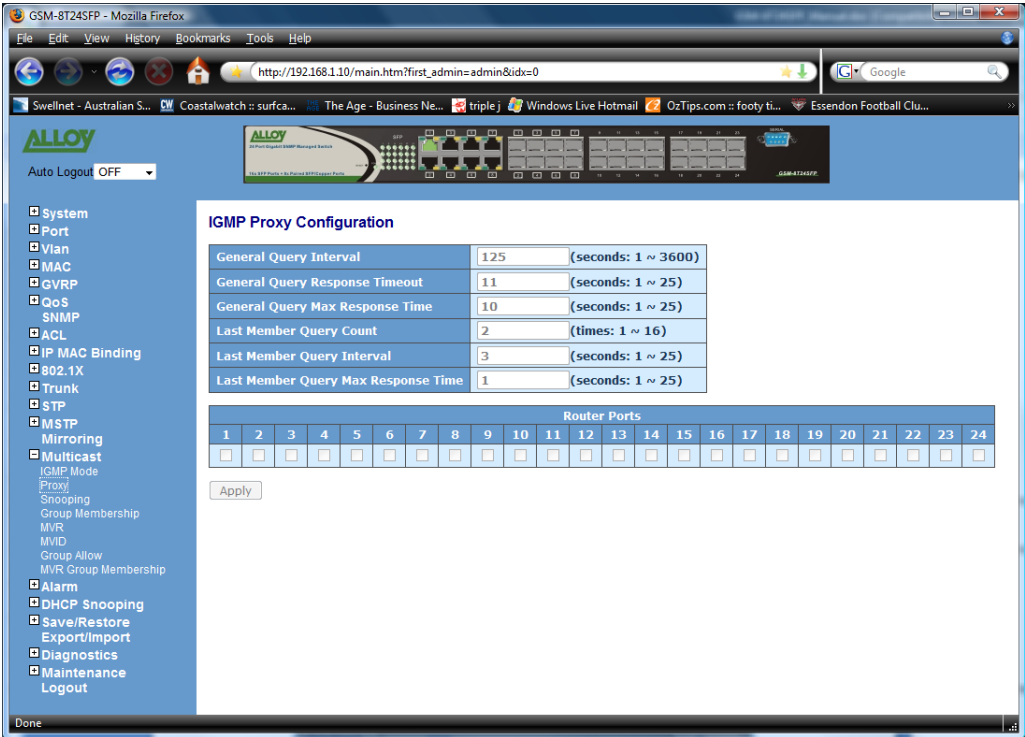 GSM-8T24SFP - Mozilla Firefox
File Edit View History Bookmarks Tools Help
http://192.168.1.10/main.htm?first_admin=admin&idx=0
G Google
Swellnet - Australian S... CW Coastalwatch :: surfca... The Age - Business Ne... triple j Windows Live Hotmail OzTips.com :: footy ti... Essendon Football Clu... »
ALLOY
Auto Logout OFF
ALLOY
SFP
SERIAL
GSM-8T24SFP
System
Port
Vlan
MAC
GVRP
QoS
SNMP
ACL
IP MAC Binding
802.1X
Trunk
STP
MSTP
Mirroring
Multicast
IGMP Mode
Proxy
Snooping
Group Membership
MVR
MVID
Group Allow
MVR Group Membership
Alarm
DHCP Snooping
Save/Restore
Export/Import
Diagnostics
Maintenance
Logout
IGMP Proxy Configuration
General Query Interval 125 (seconds: 1 ~ 3600)
General Query Response Timeout 11 (seconds: 1 ~ 25)
General Query Max Response Time 10 (seconds: 1 ~ 25)
Last Member Query Count 2 (times: 1 ~ 16)
Last Member Query Interval 3 (seconds: 1 ~ 25)
Last Member Query Max Response Time 1 (seconds: 1 ~ 25)
Router Ports
1 2 3 4 5 6 7 8 9 10 11 12 13 14 15 16 17 18 19 20 21 22 23 24
Apply
Done